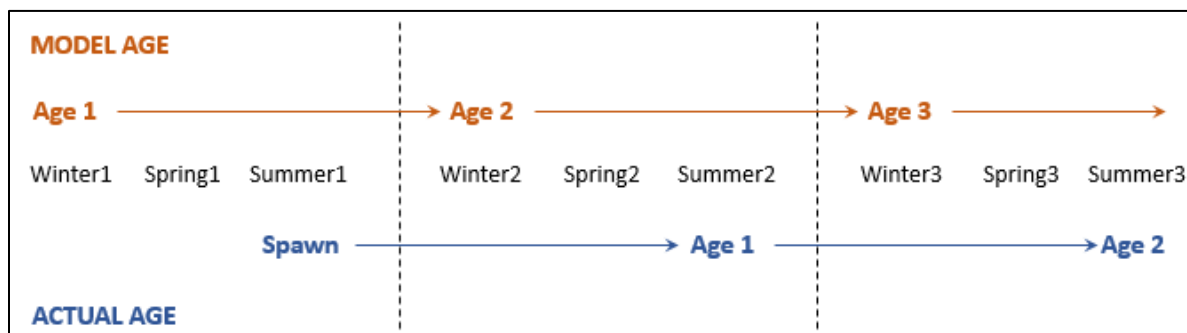 MODEL AGE
Age 1 Age 2 Age 3
Winter1 Spring1 Summer1 Winter2 Spring2 Summer2 Winter3 Spring3 Summer3
Spawn Age 1 Age 2
ACTUAL AGE